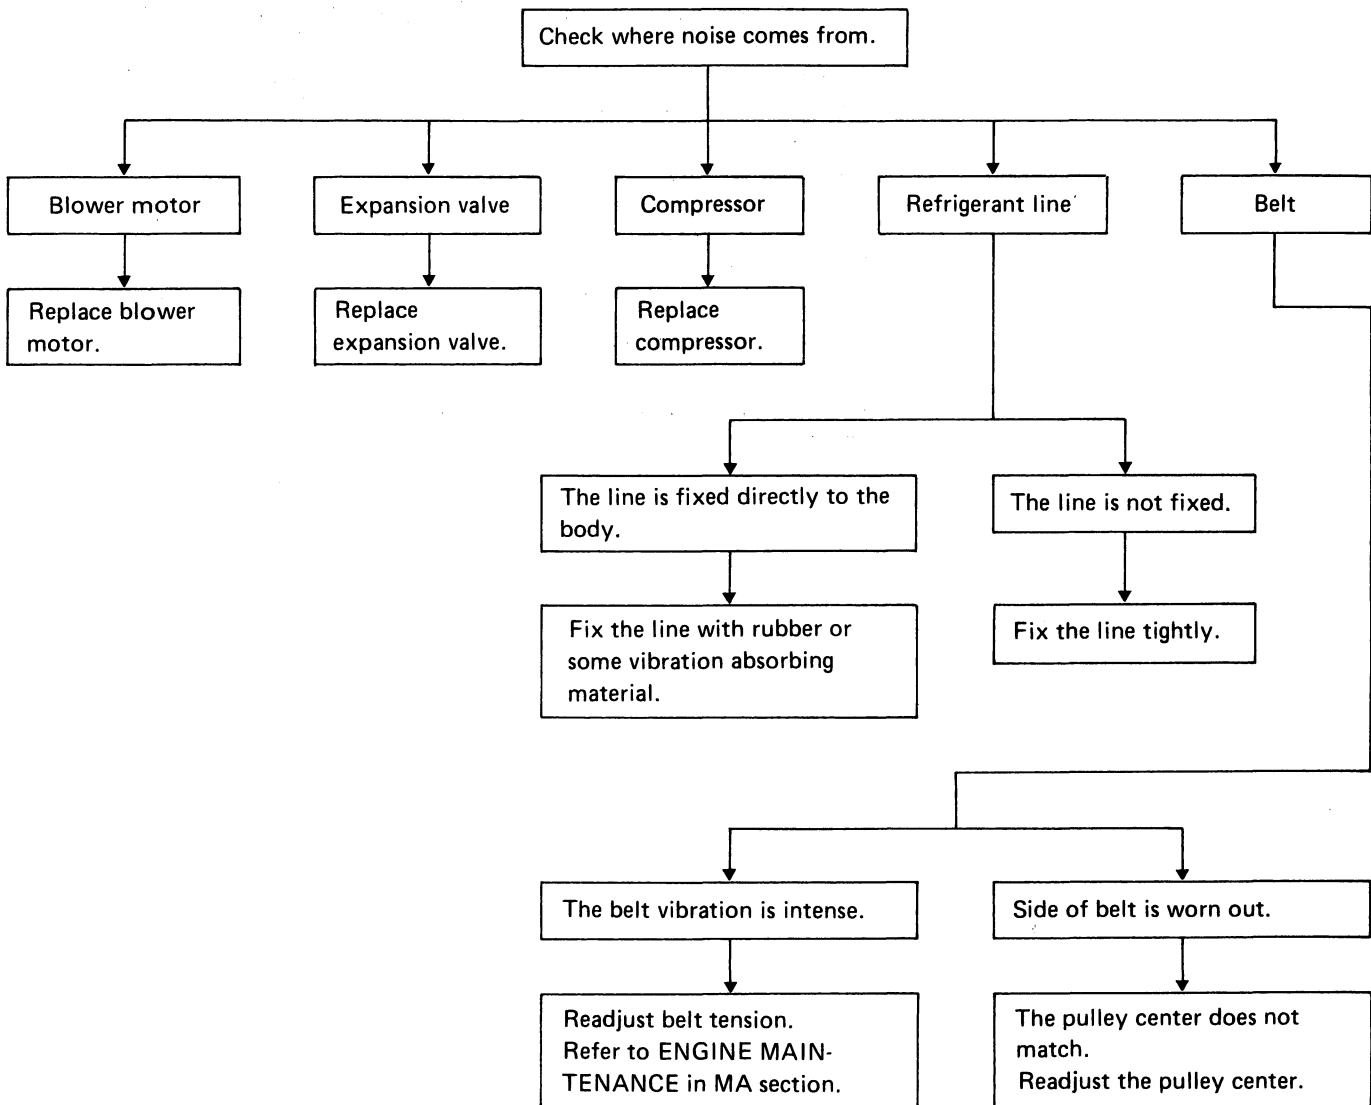 Check where noise comes from.
Blower motor
Expansion valve
Compressor
Refrigerant line
Belt
Replace blower
motor.
Replace
expansion valve.
Replace
compressor.
The line is fixed directly to the
body.
The line is not fixed.
Fix the line with rubber or
some vibration absorbing
material.
Fix the line tightly.
The belt vibration is intense.
Side of belt is worn out.
Readjust belt tension.
Refer to ENGINE MAIN-
TENANCE in MA section.
The pulley center does not
match.
Readjust the pulley center.